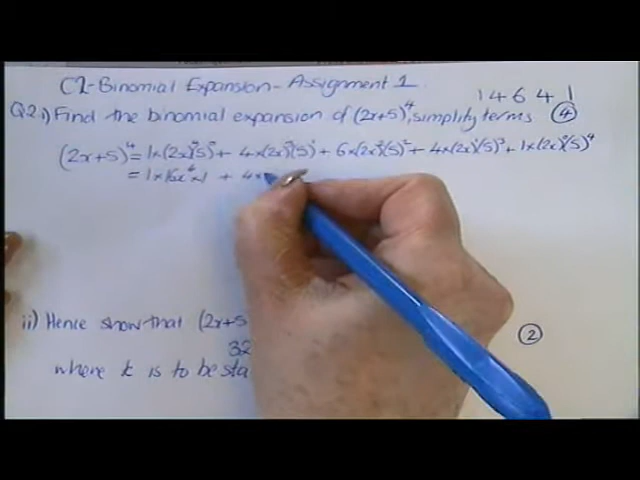 C2-Binomial Expansion-Assignment 1
1 4 6 4 1
Q2.i) Find the binomial expansion of (2x+5)⁴, simplify terms ④
(2x+5)⁴ = 1×(2x)⁴(5)⁰ + 4×(2x)³(5)¹ + 6×(2x)²(5)² + 4×(2x)¹(5)³ + 1×(2x)⁰(5)⁴
= 1×16x⁴×1 + 4×
ii) Hence show that (2x+5
②
32
where k is to be sta